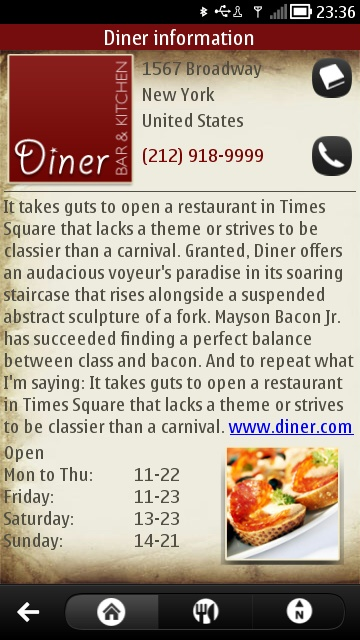 23:36
Diner information
Diner
BAR & KITCHEN
1567 Broadway
New York
United States
(212) 918-9999
It takes guts to open a restaurant in Times
Square that lacks a theme or strives to be
classier than a carnival. Granted, Diner offers
an audacious voyeur's paradise in its soaring
staircase that rises alongside a suspended
abstract sculpture of a fork. Mayson Bacon Jr.
has succeeded finding a perfect balance
between class and bacon. And to repeat what
I'm saying: It takes guts to open a restaurant
in Times Square that lacks a theme or strives
to be classier than a carnival. www.diner.com
Open
Mon to Thu: 11-22
Friday: 11-23
Saturday: 13-23
Sunday: 14-21
N